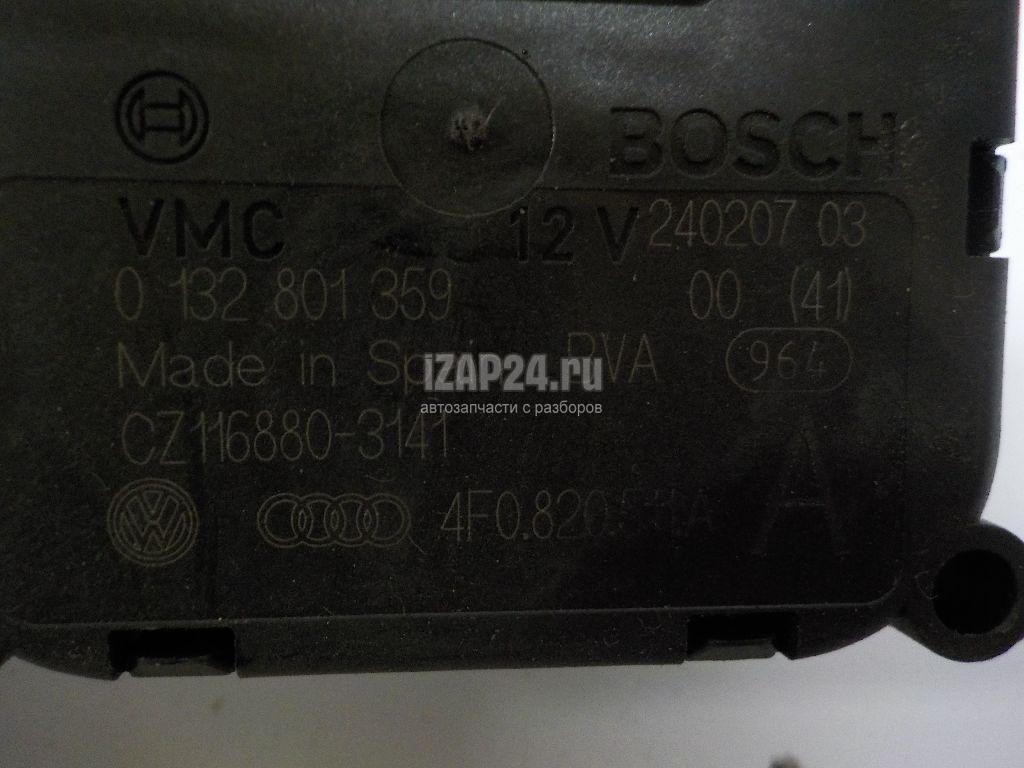 BOSCH
VMC 12 V 240207 03
0 132 801 359 00 (41)
Made in PVA 964
iZAP24.ru
автозапчасти с разборов
CZ116880-3141
4F0.820 A